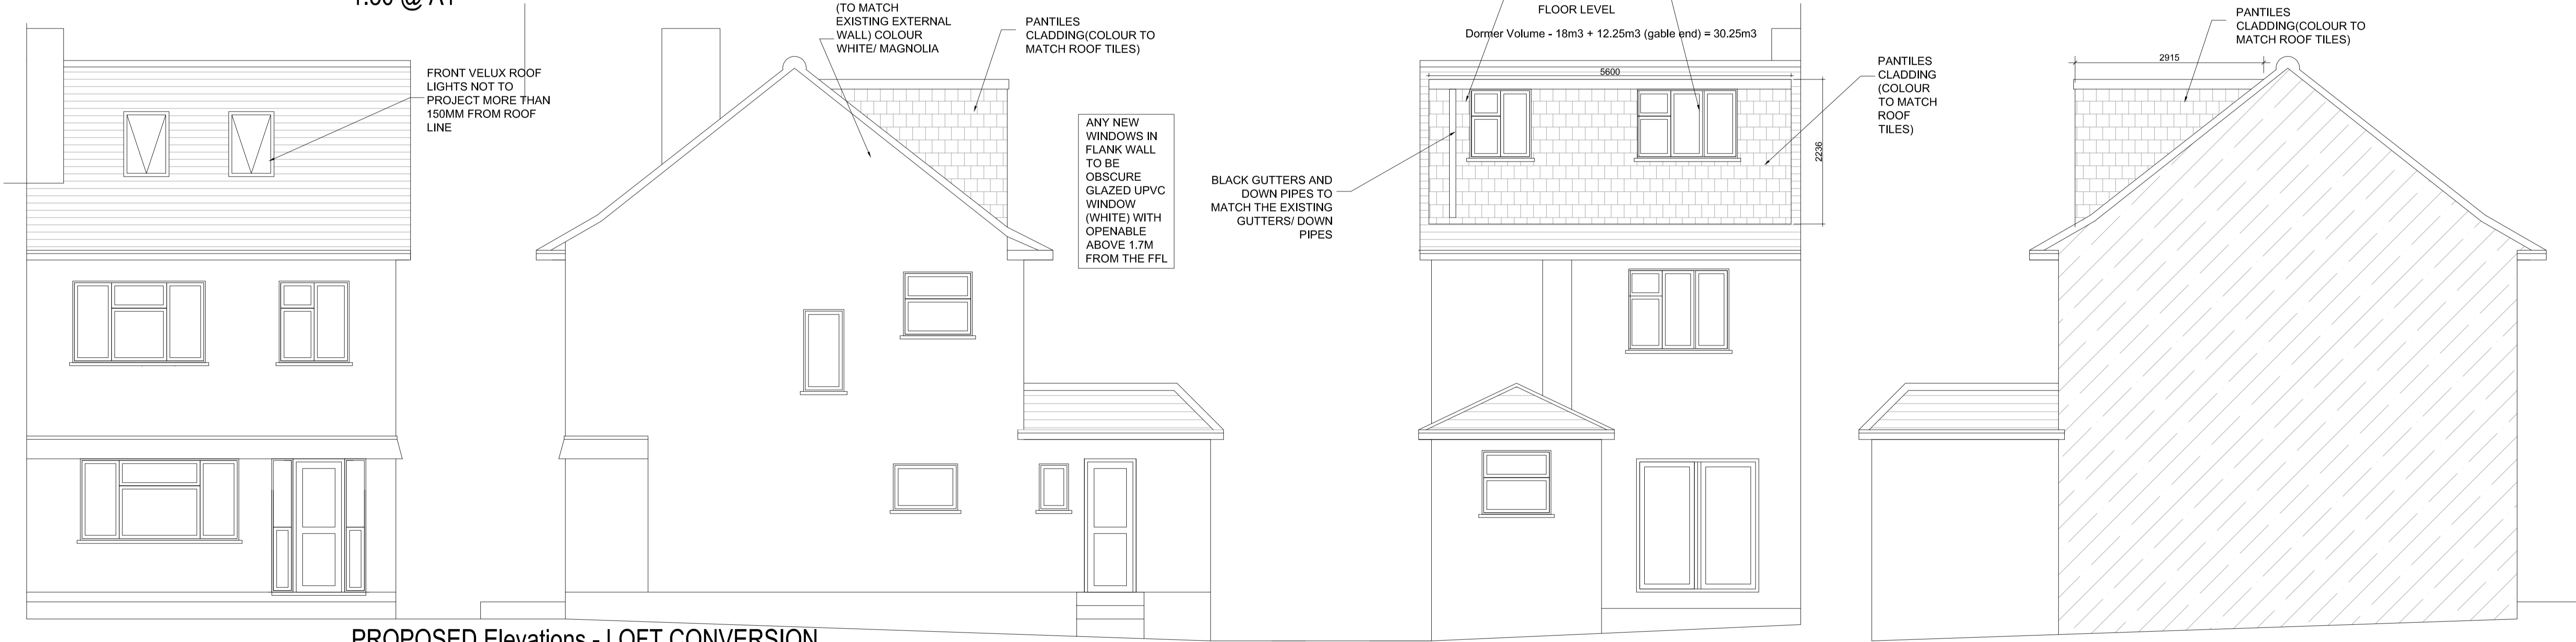 FRONT VELUX ROOF
LIGHTS NOT TO
PROJECT MORE THAN
150MM FROM ROOF
LINE
(TO MATCH
EXISTING EXTERNAL
WALL) COLOUR
WHITE/ MAGNOLIA
PANTILES
CLADDING(COLOUR TO
MATCH ROOF TILES)
ANY NEW
WINDOWS IN
FLANK WALL
TO BE
OBSCURE
GLAZED UPVC
WINDOW
(WHITE) WITH
OPENABLE
ABOVE 1.7M
FROM THE FFL
BLACK GUTTERS AND
DOWN PIPES TO
MATCH THE EXISTING
GUTTERS/ DOWN
PIPES
FLOOR LEVEL
Dormer Volume - 18m3 + 12.25m3 (gable end) = 30.25m3
5600
2236
PANTILES
CLADDING
(COLOUR
TO MATCH
ROOF
TILES)
2915
PANTILES
CLADDING(COLOUR TO
MATCH ROOF TILES)
PROPOSED Elevations - LOFT CONVERSION